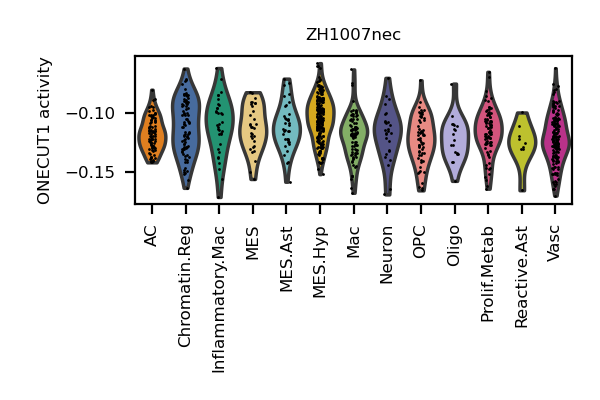 ZH1007nec
ONECUT1 activity
−0.10
−0.15
AC
Chromatin.Reg
Inflammatory.Mac
MES
MES.Ast
MES.Hyp
Mac
Neuron
OPC
Oligo
Prolif.Metab
Reactive.Ast
Vasc